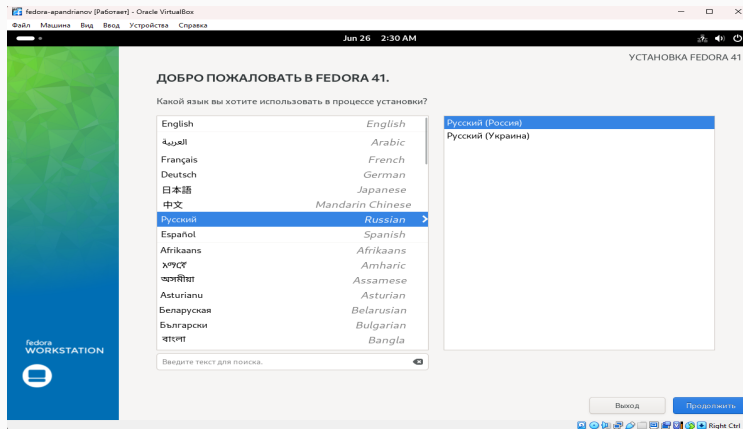 fedora-apandrianov [Работает] - Oracle VirtualBox
Файл Машина Вид Ввод Устройства Справка
Jun 26 2:30 AM
УСТАНОВКА FEDORA 41
ДОБРО ПОЖАЛОВАТЬ В FEDORA 41.
Какой язык вы хотите использовать в процессе установки?
English English
العربية Arabic
Français French
Deutsch German
日本語 Japanese
中文 Mandarin Chinese
Русский Russian
Español Spanish
Afrikaans Afrikaans
አማርኛ Amharic
অসমীয়া Assamese
Asturianu Asturian
Беларуская Belarusian
Български Bulgarian
বাংলা Bangla
Русский (Россия)
Русский (Украина)
Введите текст для поиска.
fedora
WORKSTATION
Выход Продолжить
Right Ctrl